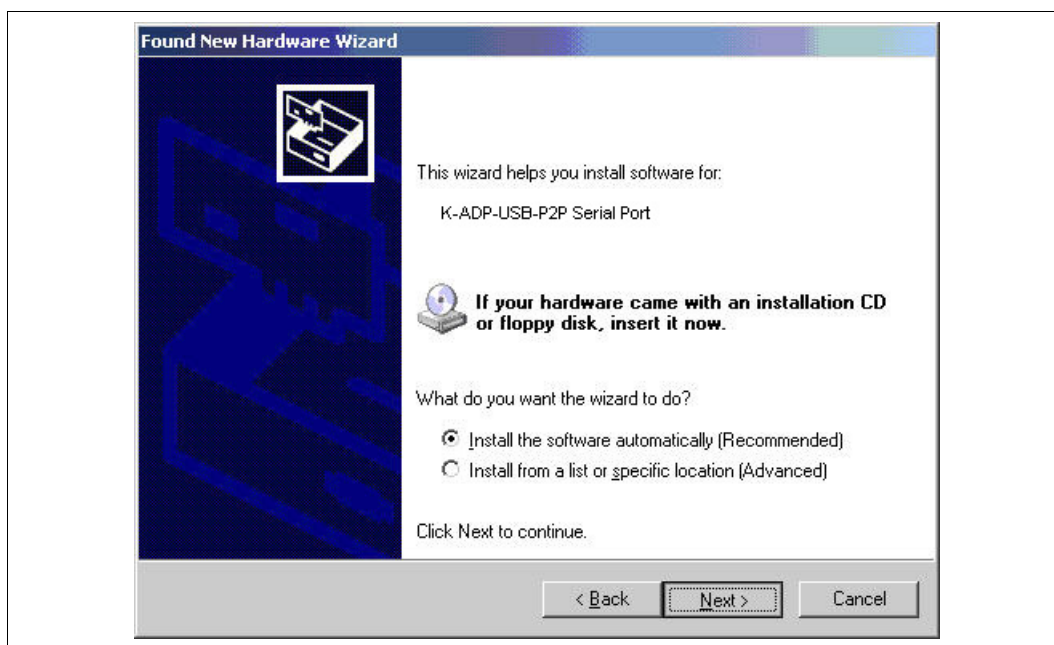 Found New Hardware Wizard
This wizard helps you install software for:
K-ADP-USB-P2P Serial Port
If your hardware came with an installation CD
or floppy disk, insert it now.
What do you want the wizard to do?
Install the software automatically (Recommended)
Install from a list or specific location (Advanced)
Click Next to continue.
< Back Next > Cancel